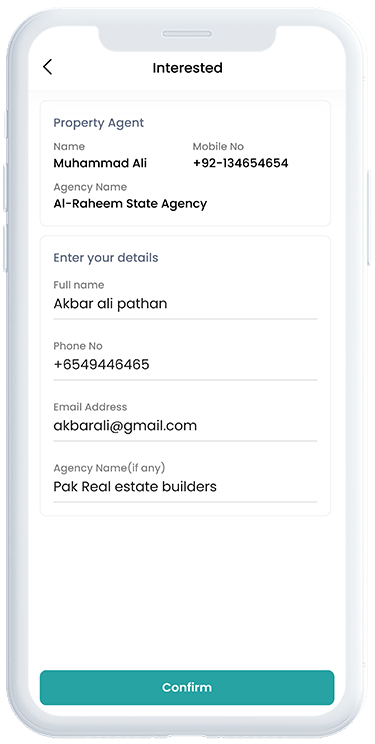 Interested
Property Agent
Name Mobile No
Muhammad Ali +92-134654654
Agency Name
Al-Raheem State Agency
Enter your details
Full name
Akbar ali pathan
Phone No
+6549446465
Email Address
akbarali@gmail.com
Agency Name(if any)
Pak Real estate builders
Confirm